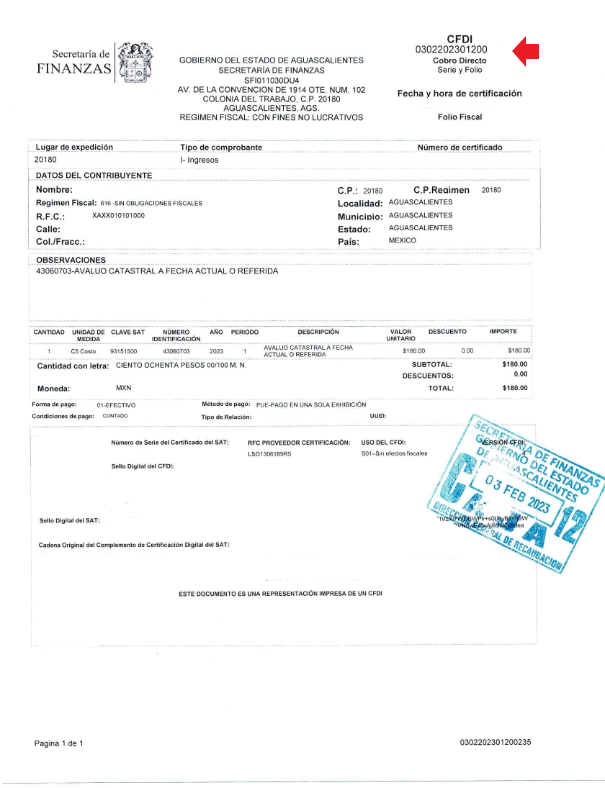 Secretaría de
FINANZAS
GOBIERNO DEL ESTADO DE AGUASCALIENTES
SECRETARÍA DE FINANZAS
SFI011030DU4
AV. DE LA CONVENCION DE 1914 OTE. NUM. 102
COLONIA DEL TRABAJO, C.P. 20180
AGUASCALIENTES, AGS.
REGIMEN FISCAL: CON FINES NO LUCRATIVOS
CFDI
0302202301200
Cobro Directo
Serie y Folio
Fecha y hora de certificación
Folio Fiscal
Lugar de expedición Tipo de comprobante Número de certificado
20180 I- Ingresos
DATOS DEL CONTRIBUYENTE
Nombre: C.P.: 20180 C.P.Regimen 20180
Regimen Fiscal: 616 -SIN OBLIGACIONES FISCALES Localidad: AGUASCALIENTES
R.F.C.: XAXX010101000 Municipio: AGUASCALIENTES
Calle: Estado: AGUASCALIENTES
Col./Fracc.: País: MEXICO
OBSERVACIONES
43060703-AVALUO CATASTRAL A FECHA ACTUAL O REFERIDA
CANTIDAD UNIDAD DE MEDIDA CLAVE SAT NÚMERO IDENTIFICACIÓN AÑO PERIODO DESCRIPCIÓN VALOR UNITARIO DESCUENTO IMPORTE
1 C5 Costo 93151500 43060703 2023 1 AVALUO CATASTRAL A FECHA ACTUAL O REFERIDA $180.00 0.00 $180.00
Cantidad con letra: CIENTO OCHENTA PESOS 00/100 M. N. SUBTOTAL: $180.00
DESCUENTOS: 0.00
Moneda: MXN TOTAL: $180.00
Forma de pago: 01-EFECTIVO Método de pago: PUE-PAGO EN UNA SOLA EXHIBICIÓN
Condiciones de pago: CONTADO Tipo de Relación: UUID:
Número de Serie del Certificado del SAT: RFC PROVEEDOR CERTIFICACIÓN: USO DEL CFDI: VERSIÓN CFDI:
LSO1306189R5 S01--Sin efectos fiscales
Sello Digital del CFDI:
SECRETARIA DE FINANZAS
GOBIERNO DEL ESTADO
DE AGUASCALIENTES
03 FEB 2023
12
Sello Digital del SAT:
Cadena Original del Complemento de Certificación Digital del SAT:
ESTE DOCUMENTO ES UNA REPRESENTACIÓN IMPRESA DE UN CFDI
Pagina 1 de 1 0302202301200235